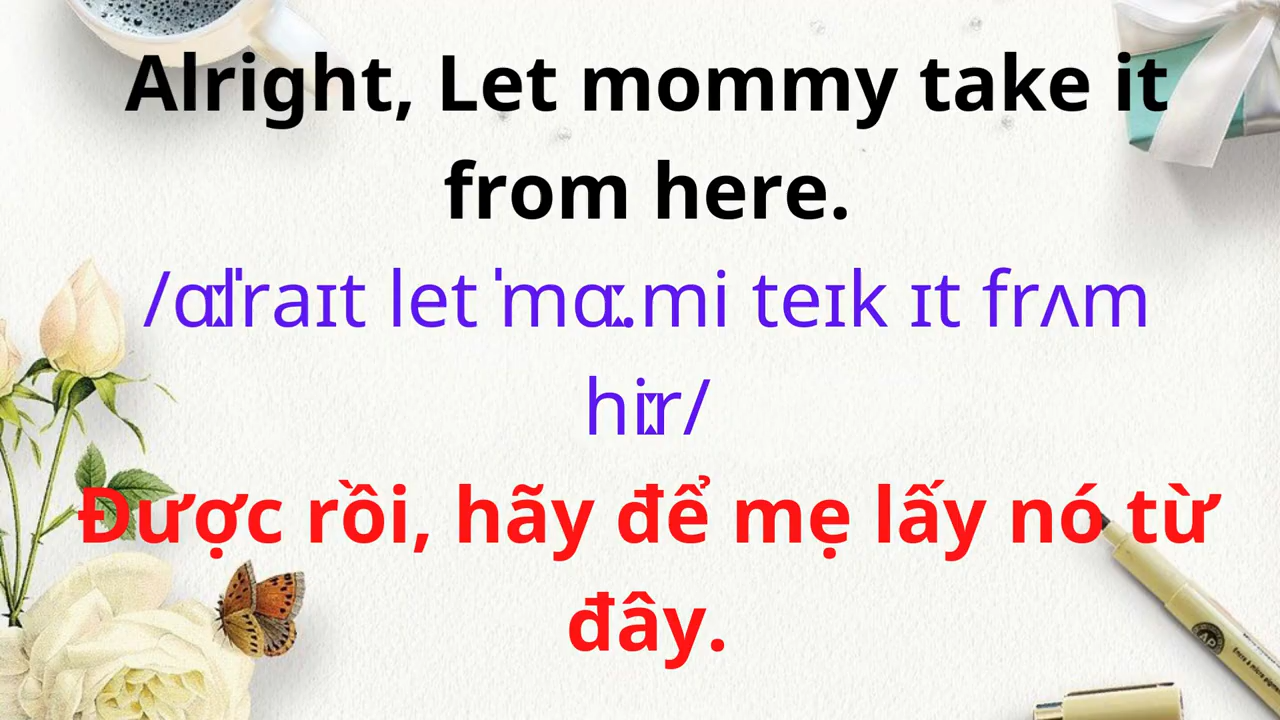 Alright, Let mommy take it
from here.
/ɑːlˈraɪt let ˈmɑː.mi teɪk ɪt frʌm
hiːr/
Được rồi, hãy để mẹ lấy nó từ
đây.